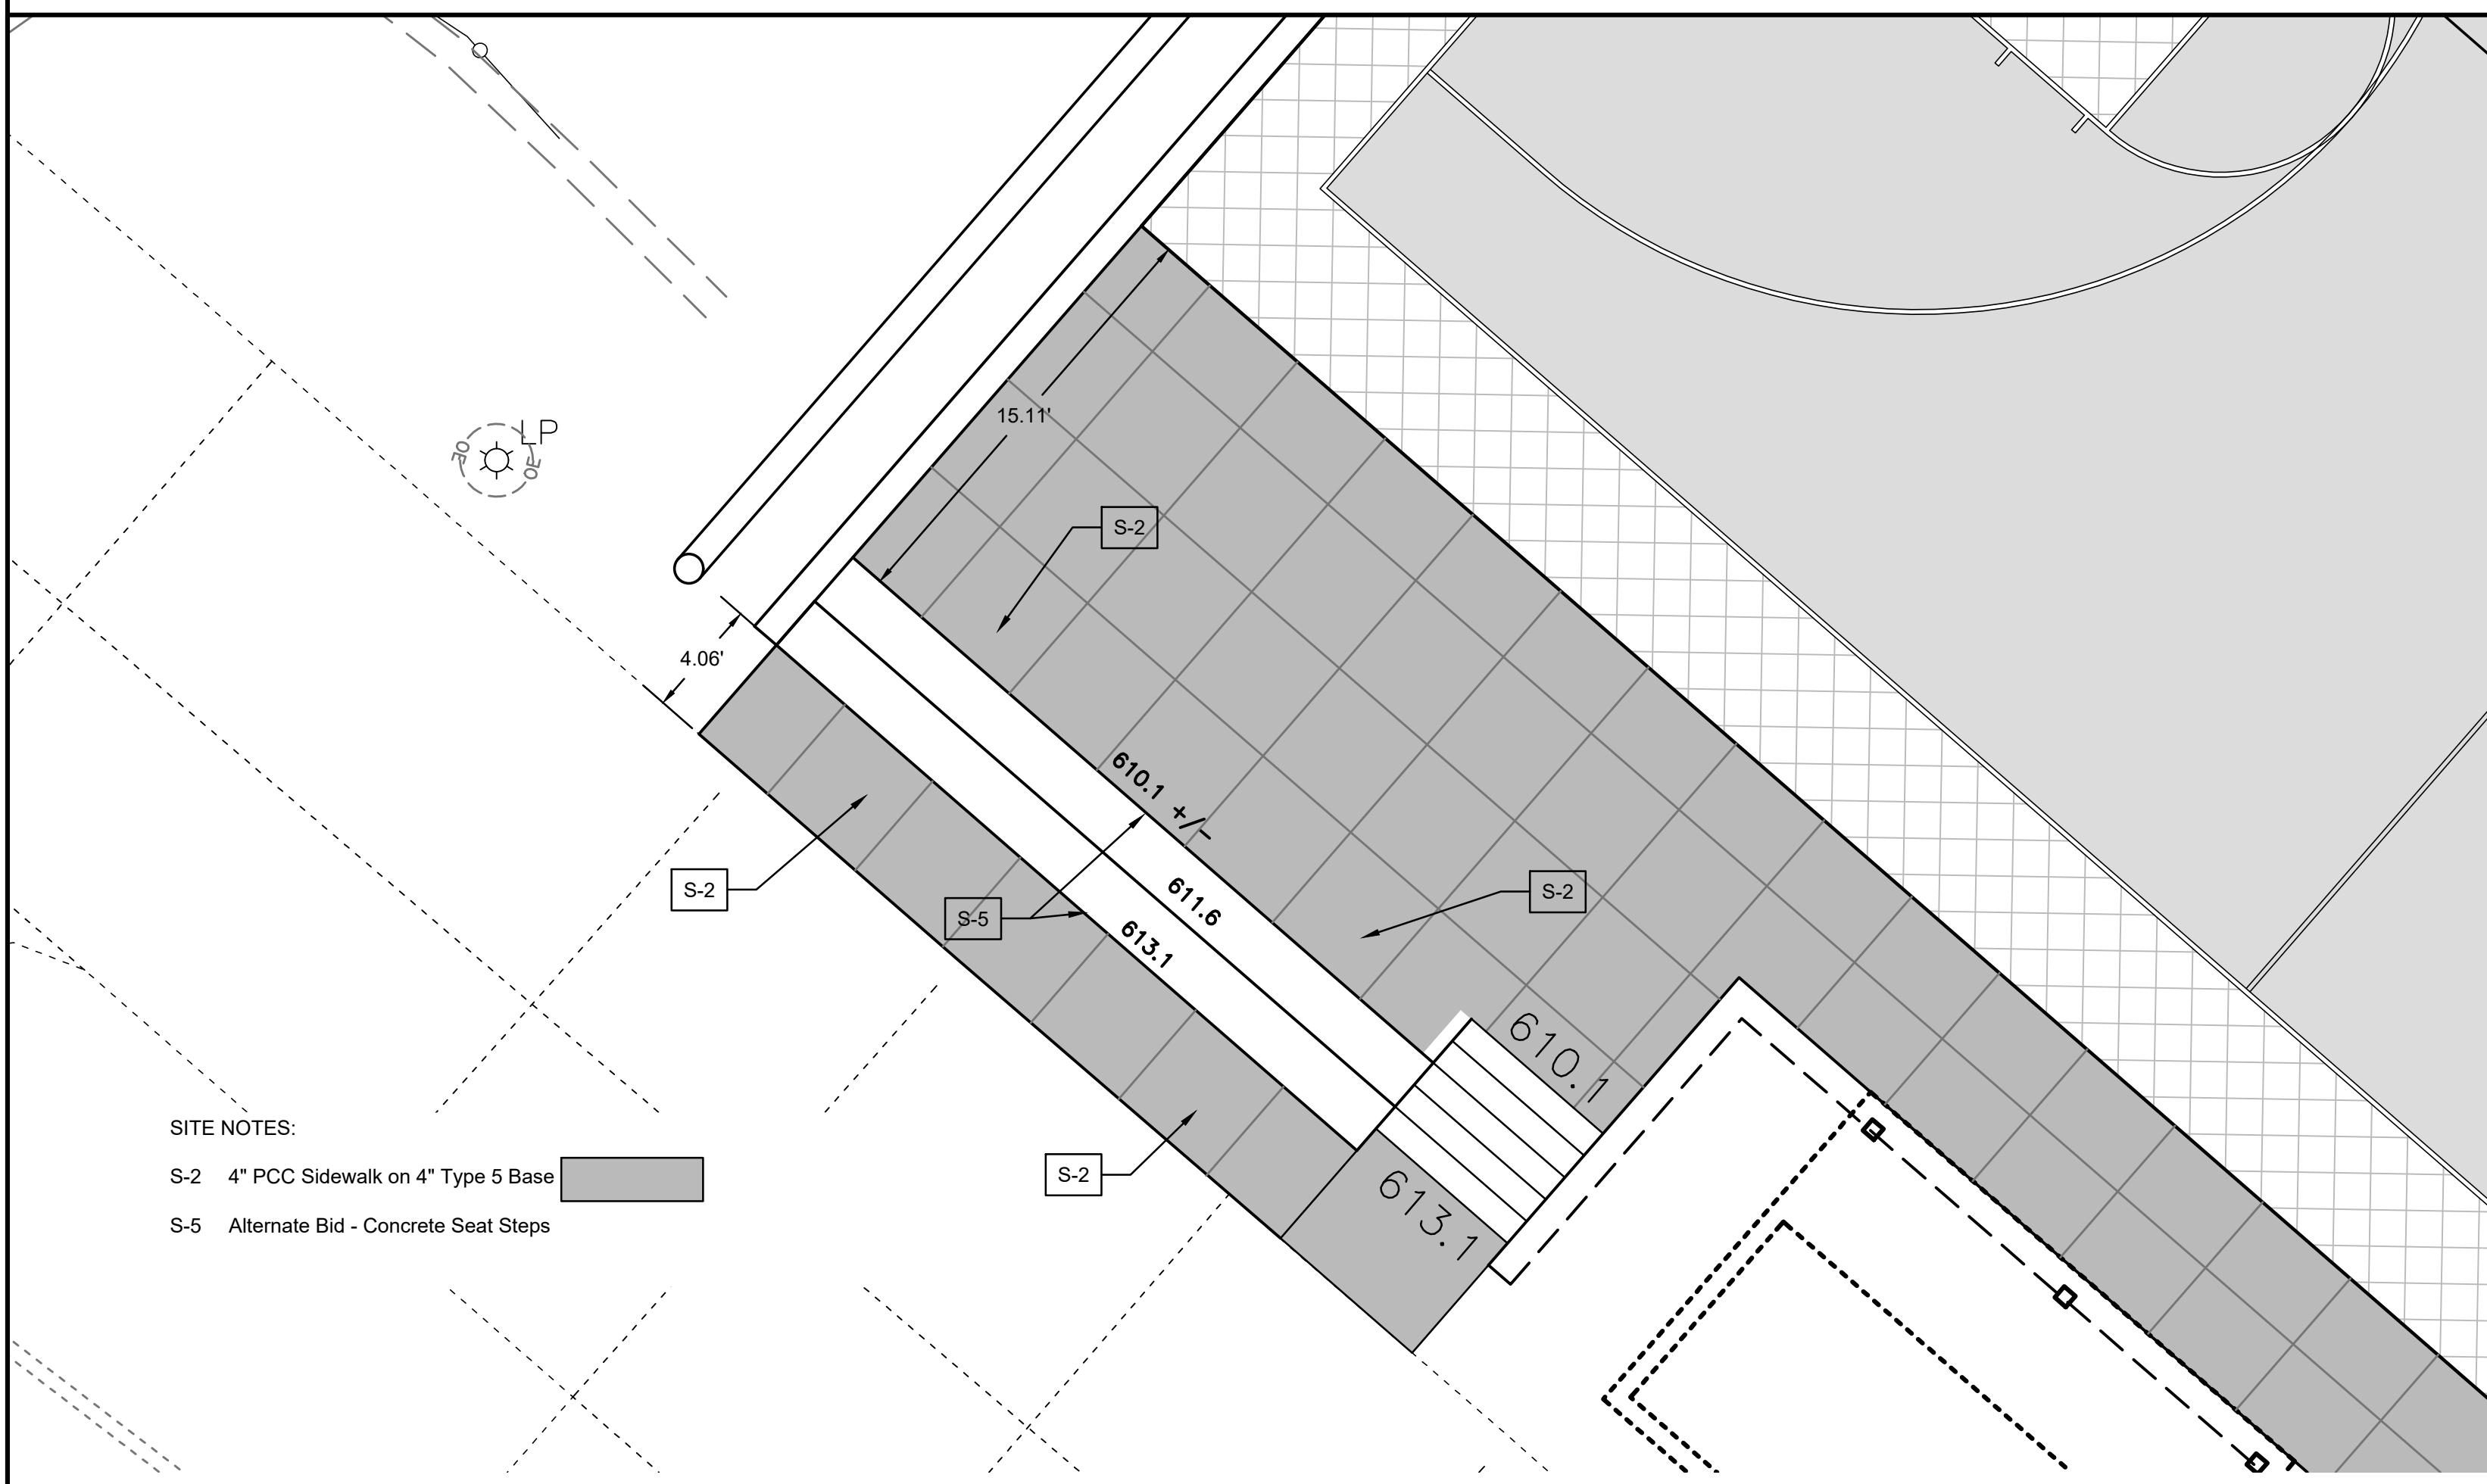 LP
OE
OE
15.11'
S-2
4.06'
610.1 +/-
S-2
S-2
S-5
611.6
613.1
610.1
S-2
613.1
SITE NOTES:
S-2 4" PCC Sidewalk on 4" Type 5 Base
S-5 Alternate Bid - Concrete Seat Steps